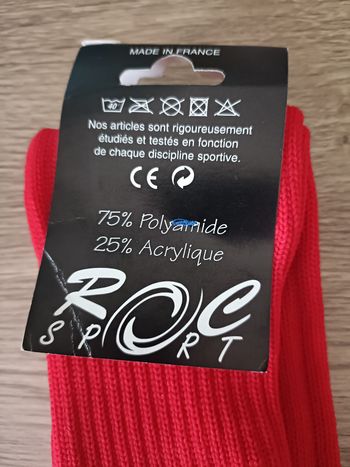 MADE IN FRANCE
40
Nos articles sont rigoureusement
étudiés et testés en fonction
de chaque discipline sportive.
CE
75% Polyamide
25% Acrylique
ROC
SPORT